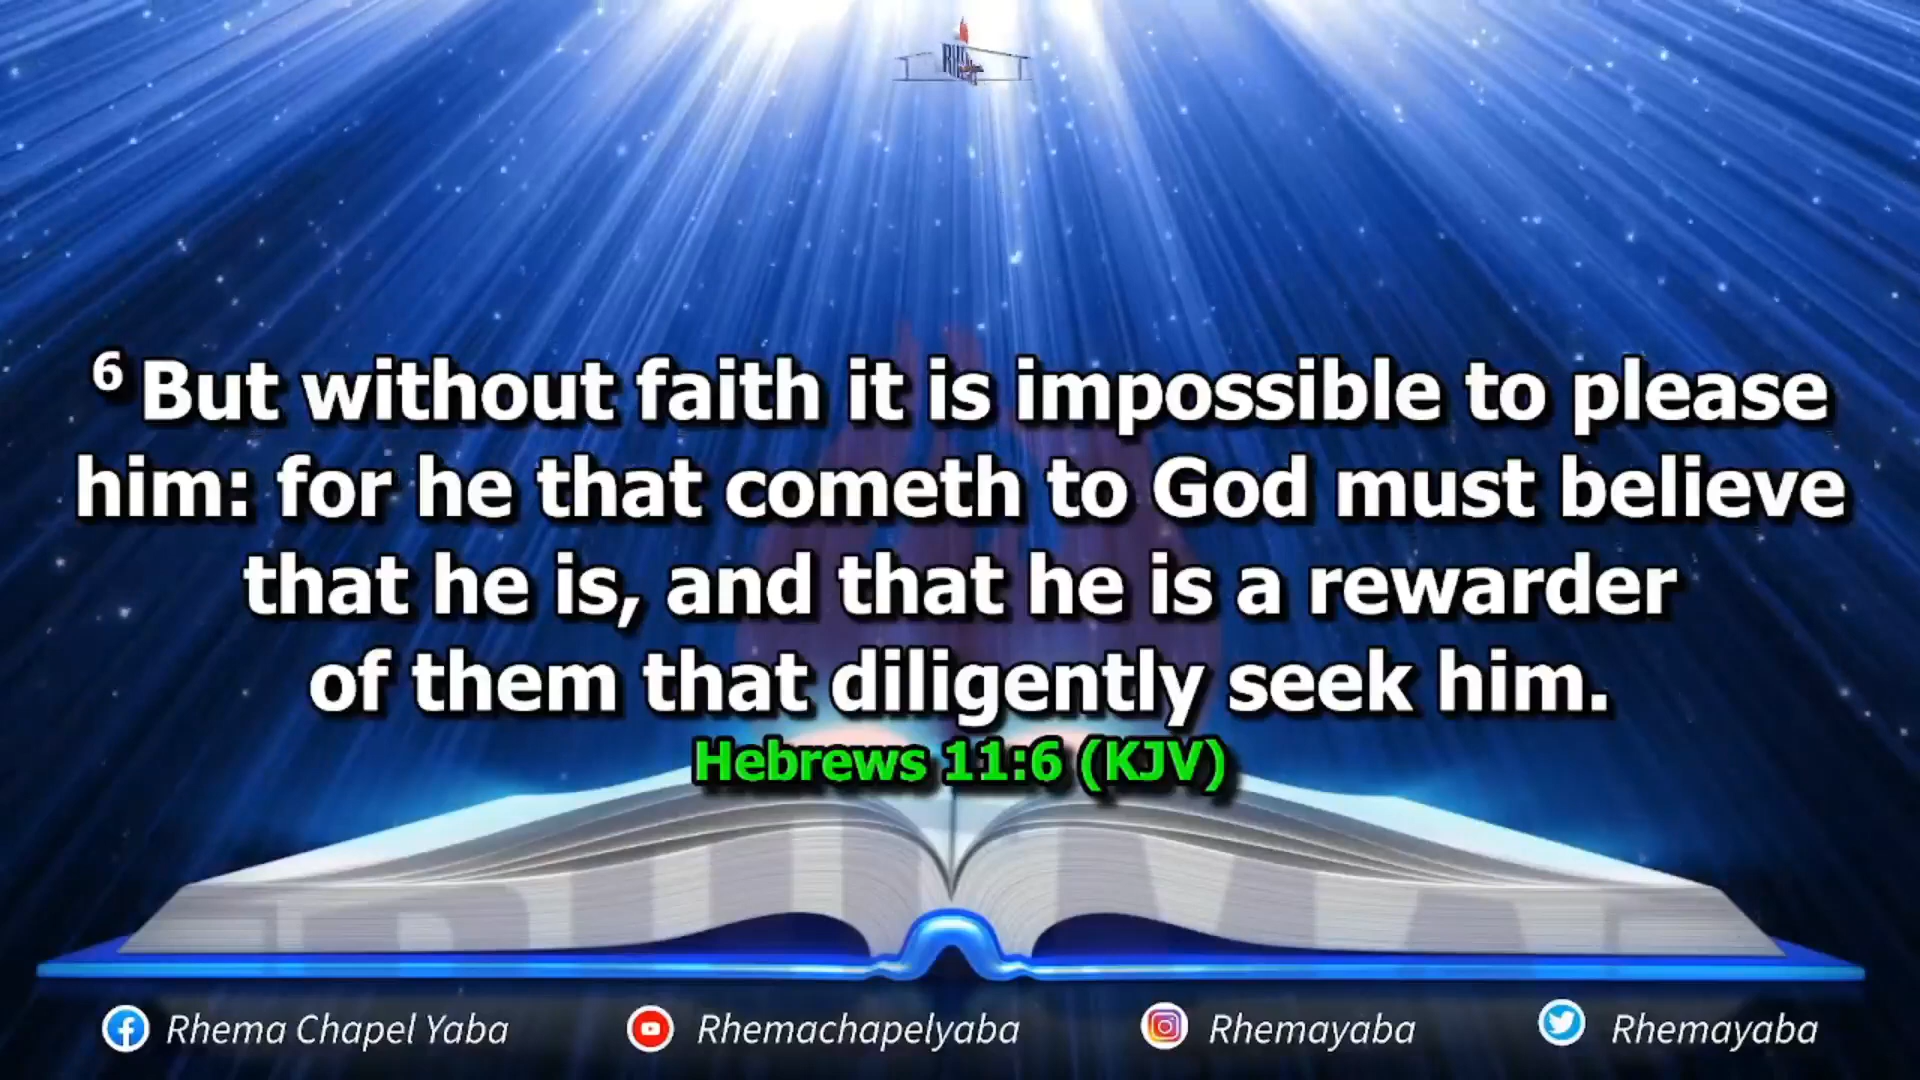 6 But without faith it is impossible to please
him: for he that cometh to God must believe
that he is, and that he is a rewarder
of them that diligently seek him.
Hebrews 11:6 (KJV)
Rhema Chapel Yaba
Rhemachapelyaba
Rhemayaba
Rhemayaba